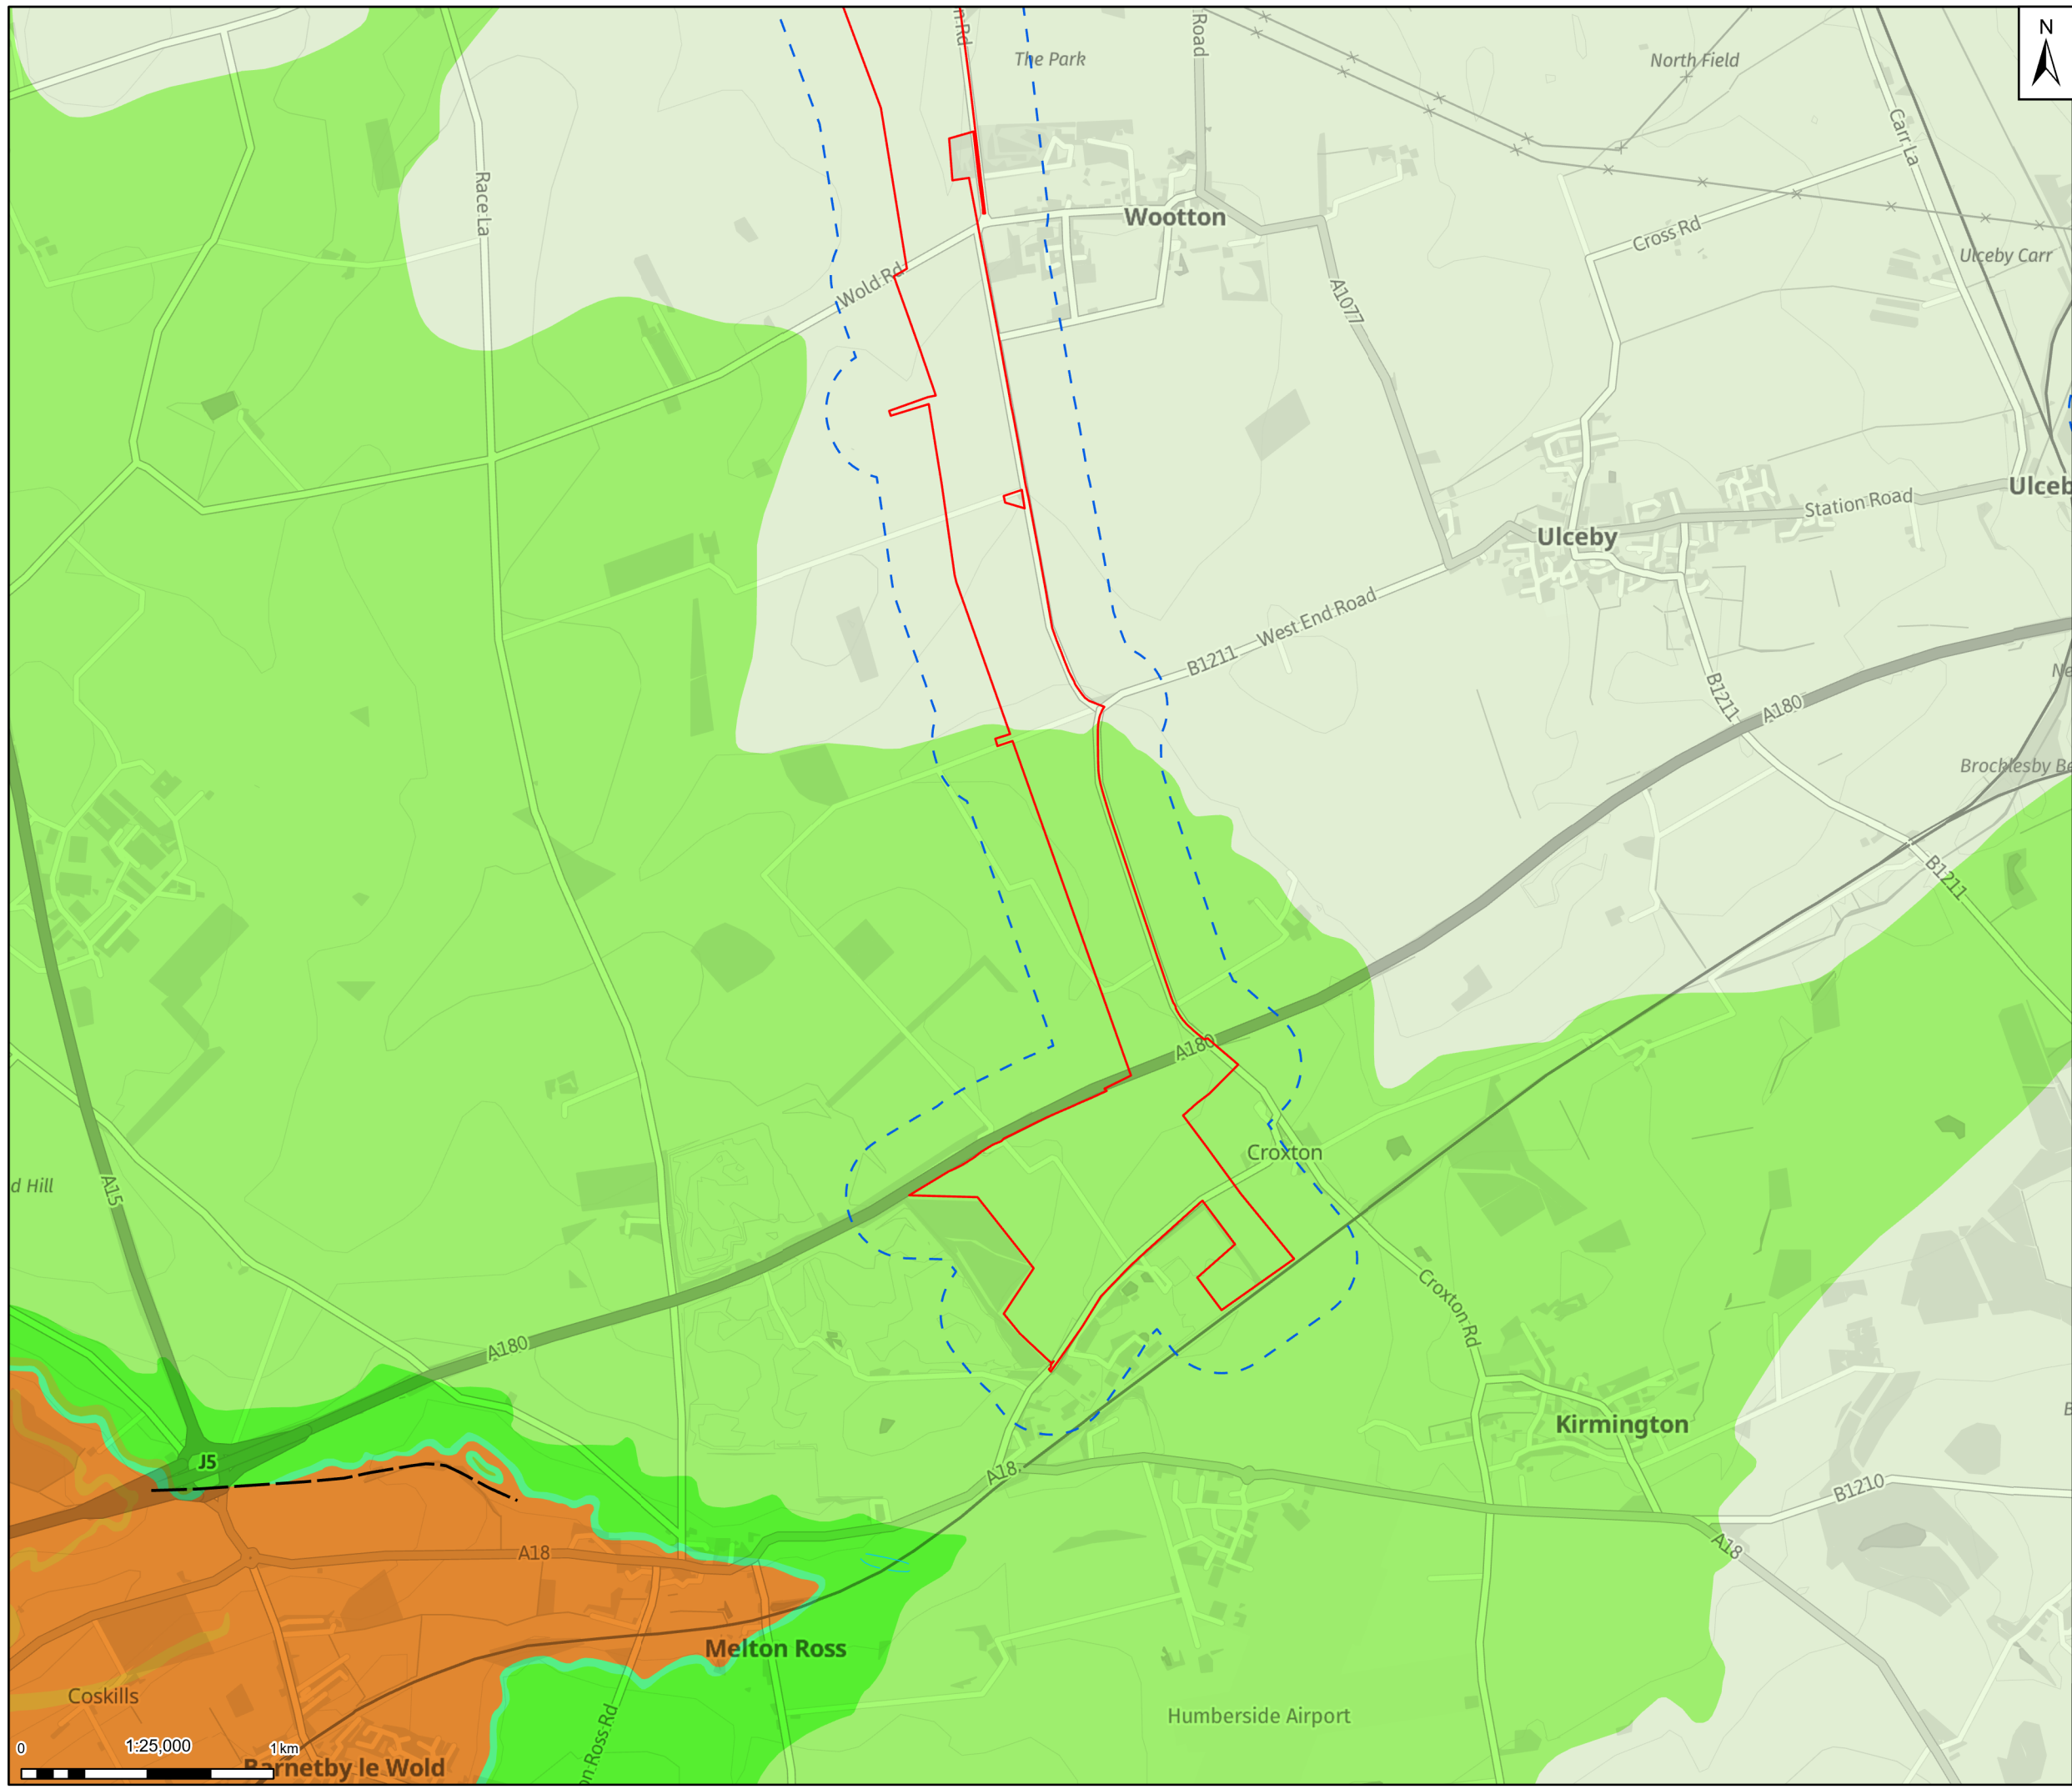 N
The Park
Road
North Field
Carr La
Race La
Wootton
Cross Rd
Ulceby Carr
Wold Rd
A1077
Station Road
Ulceby
B1211
West End Road
B1211
A180
B1211
A180
A15
Croxton
Croxton Rd
A180
Kirmington
J5
A18
B1210
A18
A18
Melton Ross
Coskills
Humberside Airport
0
1:25,000
1 km
Barnetby le Wold